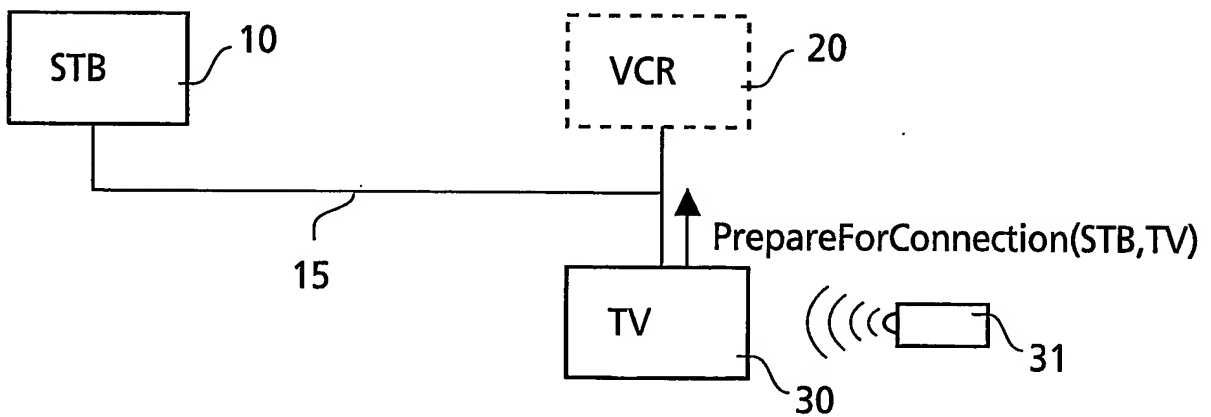 STB
10
VCR
20
15
PrepareForConnection(STB,TV)
TV
30
31